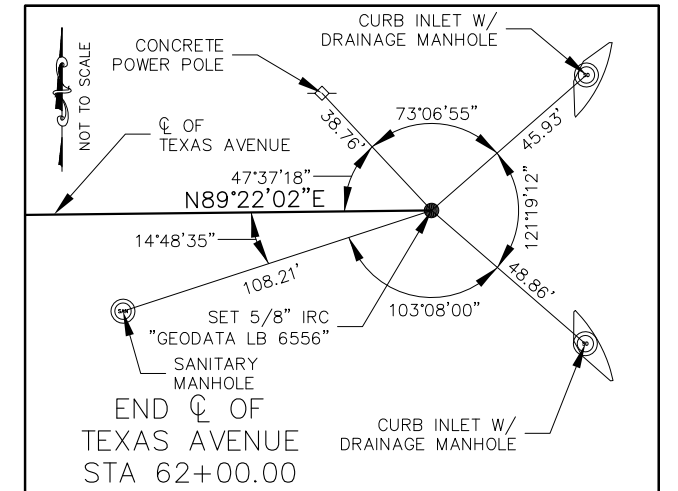 CURB INLET W/
DRAINAGE MANHOLE
CONCRETE
POWER POLE
NOT TO SCALE
38.76'
73°06'55"
45.93'
℄ OF
TEXAS AVENUE
47°37'18"
N89°22'02"E
121°19'12"
14°48'35"
108.21'
48.86'
103°08'00"
SET 5/8" IRC
"GEODATA LB 6556"
SAN
SANITARY
MANHOLE
END ℄ OF
TEXAS AVENUE
STA 62+00.00
CURB INLET W/
DRAINAGE MANHOLE